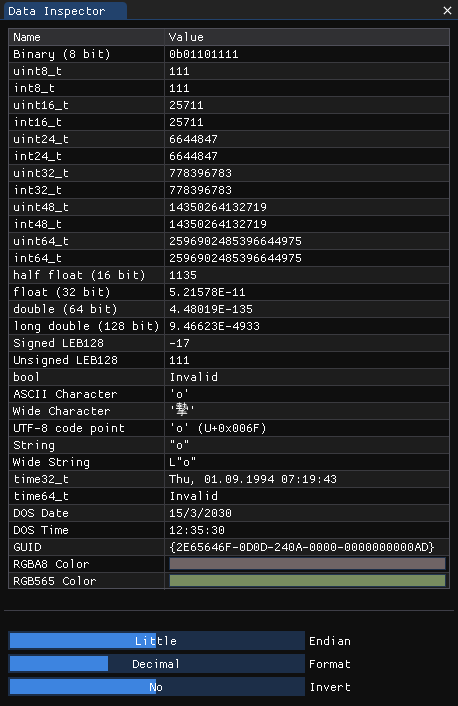 Data Inspector
Name Value
Binary (8 bit) 0b01101111
uint8_t 111
int8_t 111
uint16_t 25711
int16_t 25711
uint24_t 6644847
int24_t 6644847
uint32_t 778396783
int32_t 778396783
uint48_t 14350264132719
int48_t 14350264132719
uint64_t 2596902485396644975
int64_t 2596902485396644975
half float (16 bit) 1135
float (32 bit) 5.21578E-11
double (64 bit) 4.48019E-135
long double (128 bit) 9.46623E-4933
Signed LEB128 -17
Unsigned LEB128 111
bool Invalid
ASCII Character 'o'
Wide Character '摯'
UTF-8 code point 'o' (U+0x006F)
String "o"
Wide String L"o"
time32_t Thu, 01.09.1994 07:19:43
time64_t Invalid
DOS Date 15/3/2030
DOS Time 12:35:30
GUID {2E65646F-0D0D-240A-0000-0000000000AD}
RGBA8 Color
RGB565 Color
Little Endian
Decimal Format
No Invert